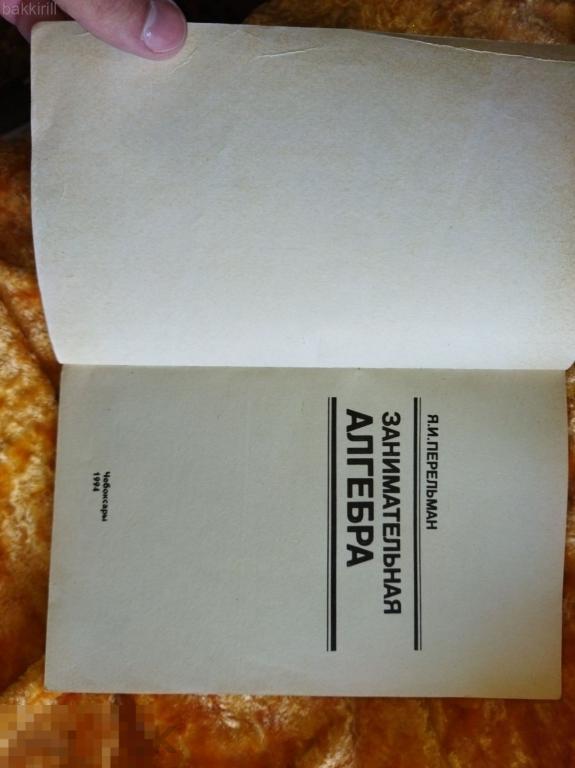 bakkirill
Я.И.ПЕРЕЛЬМАН
ЗАНИМАТЕЛЬНАЯ
АЛГЕБРА
Чебоксары
1994